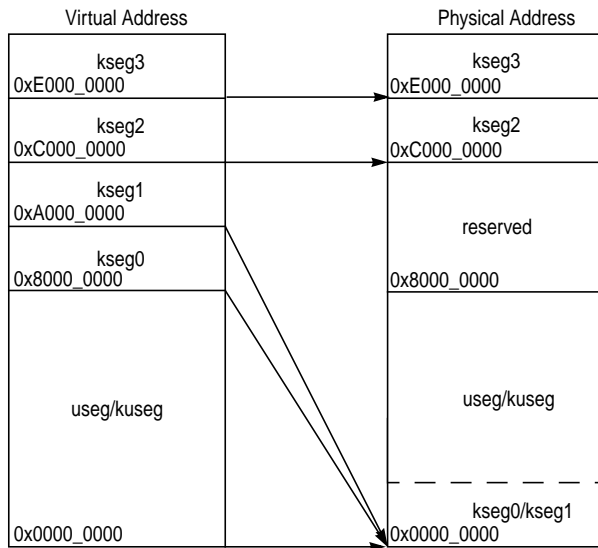 Virtual Address
kseg3
0xE000_0000
kseg2
0xC000_0000
kseg1
0xA000_0000
kseg0
0x8000_0000
useg/kuseg
0x0000_0000
Physical Address
kseg3
0xE000_0000
kseg2
0xC000_0000
reserved
0x8000_0000
useg/kuseg
kseg0/kseg1
0x0000_0000